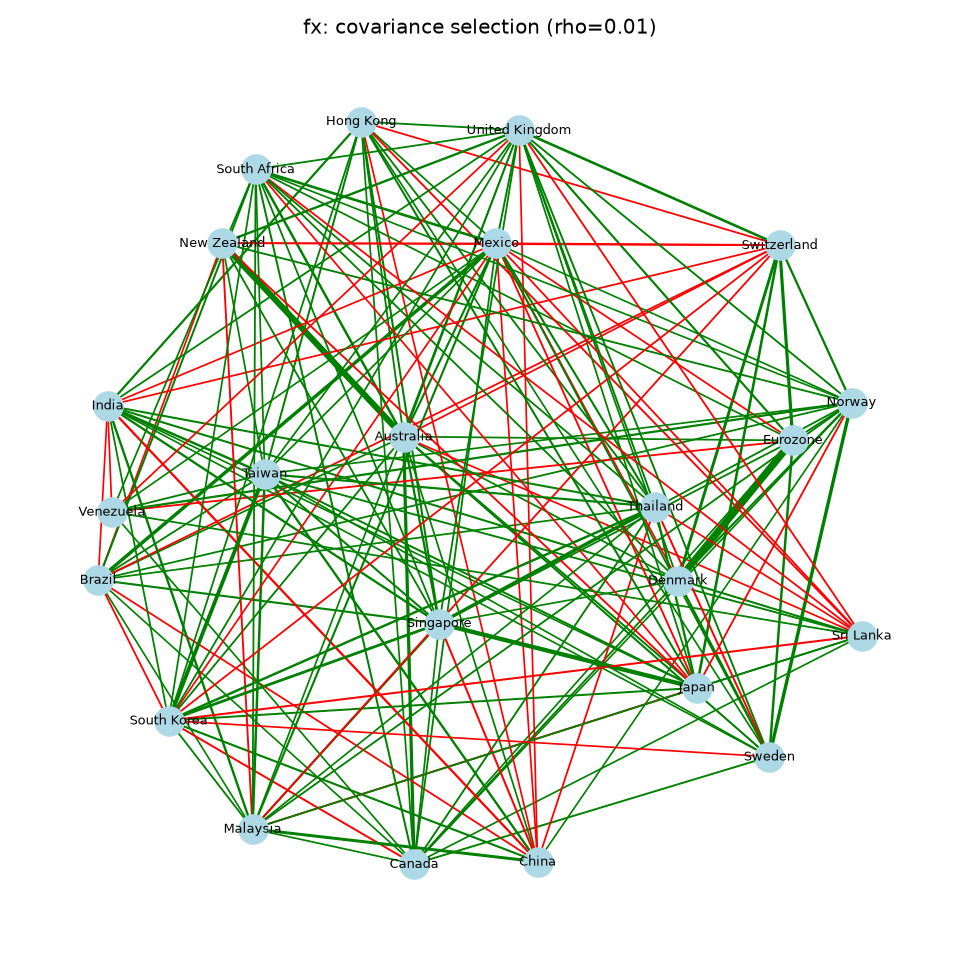 fx: covariance selection (rho=0.01)
Hong Kong
United Kingdom
South Africa
New Zealand
Mexico
Switzerland
India
Norway
Australia
Eurozone
Taiwan
Venezuela
Thailand
Brazil
Denmark
Singapore
Sri Lanka
Japan
South Korea
Sweden
Malaysia
Canada
China